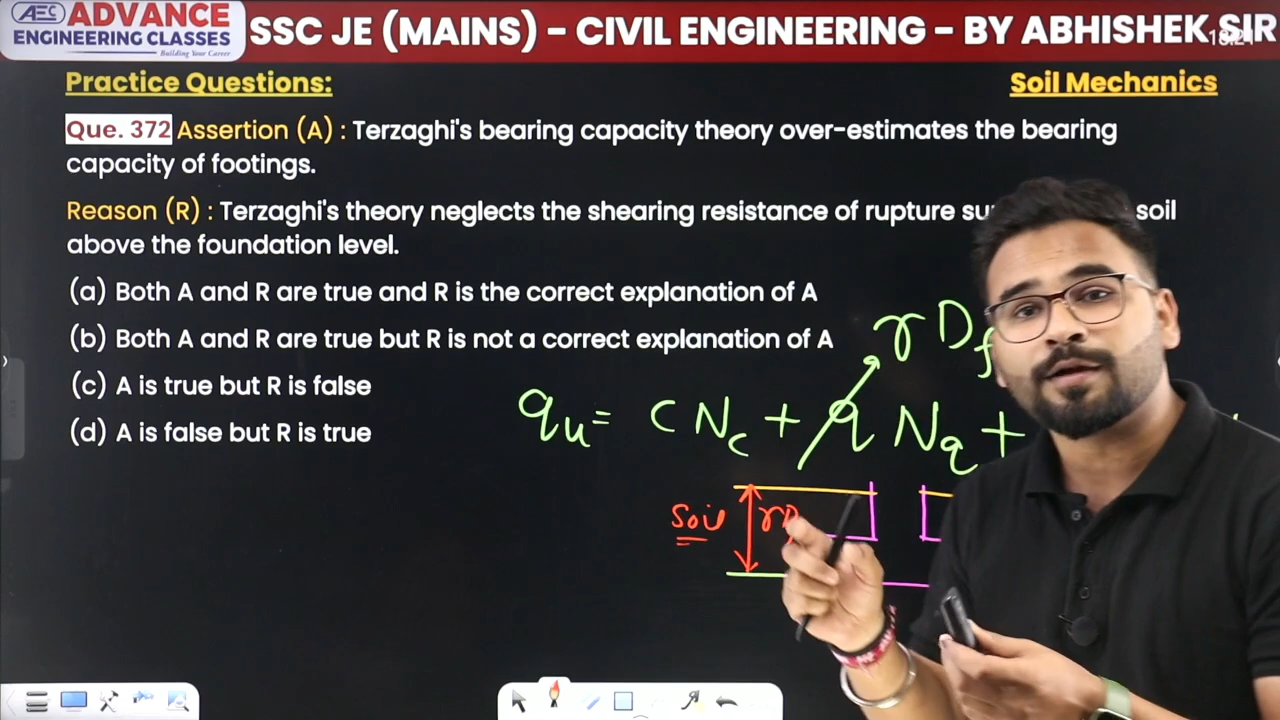 AEC ADVANCE
ENGINEERING CLASSES
Building Your Career
SSC JE (MAINS) - CIVIL ENGINEERING - BY ABHISHEK SIR
Practice Questions:
Soil Mechanics
Que. 372 Assertion (A) : Terzaghi's bearing capacity theory over-estimates the bearing
capacity of footings.
Reason (R) : Terzaghi's theory neglects the shearing resistance of rupture soil
above the foundation level.
(a) Both A and R are true and R is the correct explanation of A
(b) Both A and R are true but R is not a correct explanation of A
(c) A is true but R is false
(d) A is false but R is true
γ D f
qu = C Nc + q Nq +
Soil γD